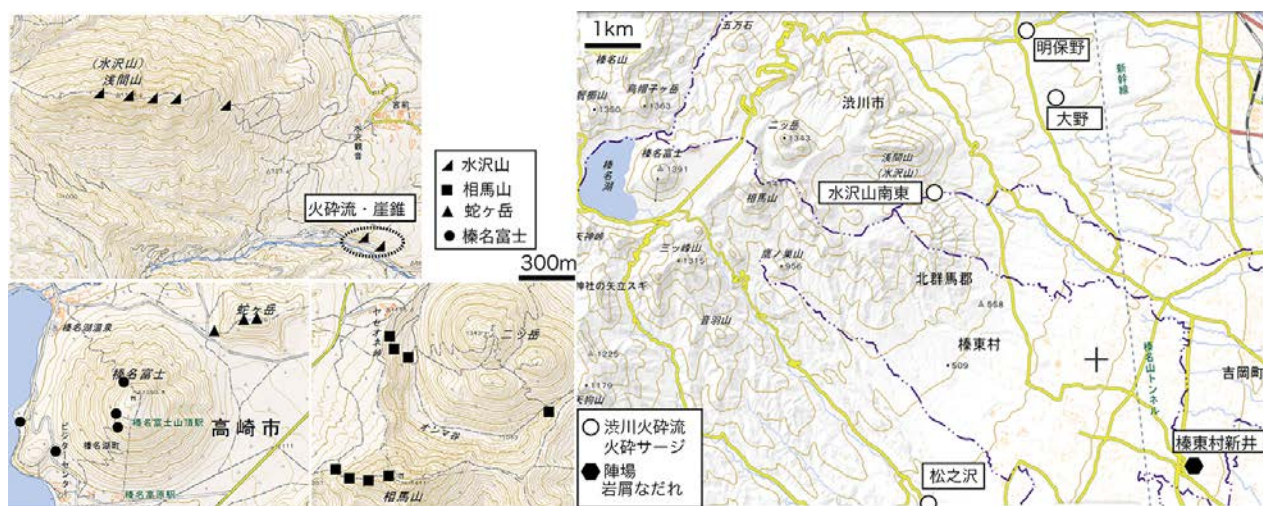 (水沢山)
浅間山
宮前
水沢観音
火砕流・崖錐
水沢山
相馬山
蛇ヶ岳
榛名富士
300m
榛名湖温泉
蛇ヶ岳
榛名富士
榛名富士山頂駅
榛名湖町
ビジターセンター
榛名高原駅
高崎市
ヤセオネ峠
二ッ岳
オンマ谷
相馬山
1km
五万石
榛名山
烏帽子ヶ岳
1363
1350
榛名湖
榛名富士
1391
二ッ岳
1343
渋川市
浅間山
(水沢山)
相馬山
水沢山南東
明保野
大野
新幹線
天神峠
三ッ峰山
1315
鷹ノ巣山
956
神社の矢立スギ
音羽山
北群馬郡
558
榛東村
509
1225
1179
天狗山
榛名山トンネル
吉岡町
榛東村新井
松之沢
渋川火砕流
火砕サージ
陣場
岩屑なだれ